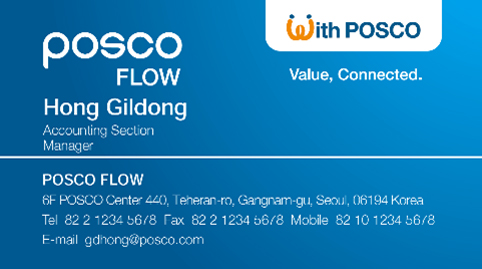 posco
FLOW
With POSCO
Value, Connected.
Hong Gildong
Accounting Section
Manager
POSCO FLOW
6F POSCO Center 440, Teheran-ro, Gangnam-gu, Seoul, 06194 Korea
Tel 82 2 1234 5678 Fax 82 2 1234 5678 Mobile 82 10 1234 5678
E-mail gdhong@posco.com